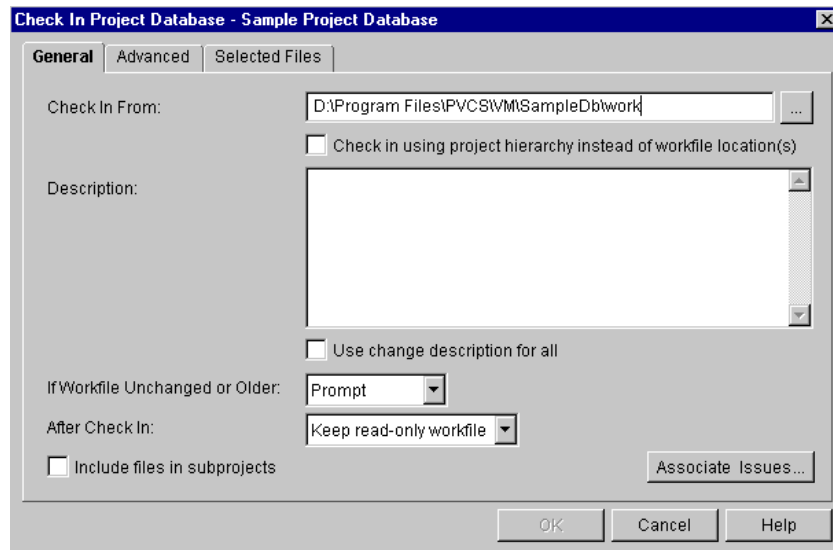 Check In Project Database - Sample Project Database
General Advanced Selected Files
Check In From: D:\Program Files\PVCS\VM\SampleDb\work ...
Check in using project hierarchy instead of workfile location(s)
Description:
Use change description for all
If Workfile Unchanged or Older: Prompt
After Check In: Keep read-only workfile
Include files in subprojects Associate Issues...
OK Cancel Help